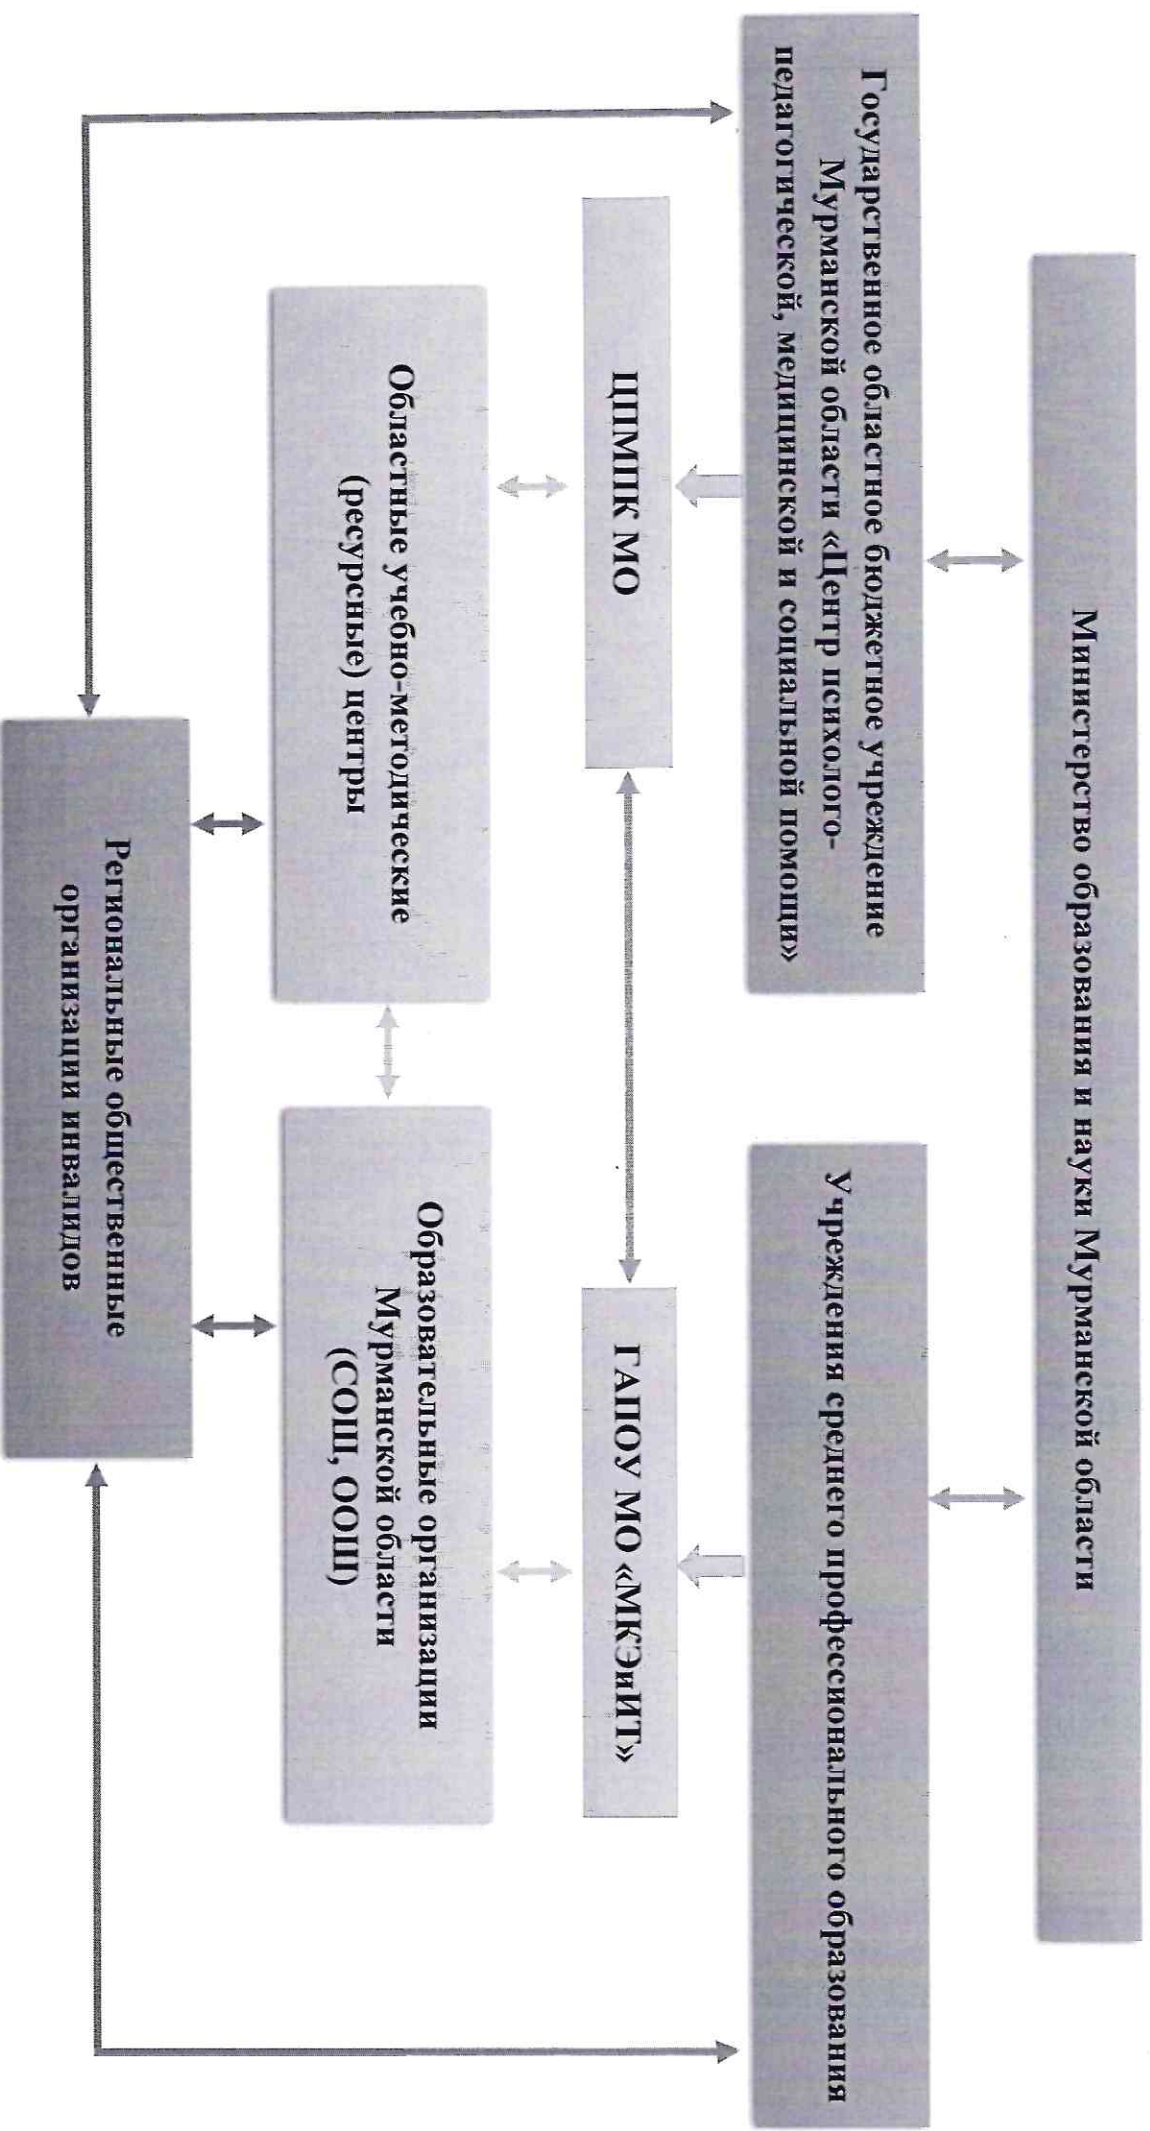 Министерство образования и науки Мурманской области
Государственное областное бюджетное учреждение
Мурманской области «Центр психолого-
педагогической, медицинской и социальной помощи»
Учреждения среднего профессионального образования
ЦПМПК МО
ГАПОУ МО «МКЭиИТ»
Областные учебно-методические
(ресурсные) центры
Образовательные организации
Мурманской области
(СОШ, ООШ)
Региональные общественные
организации инвалидов